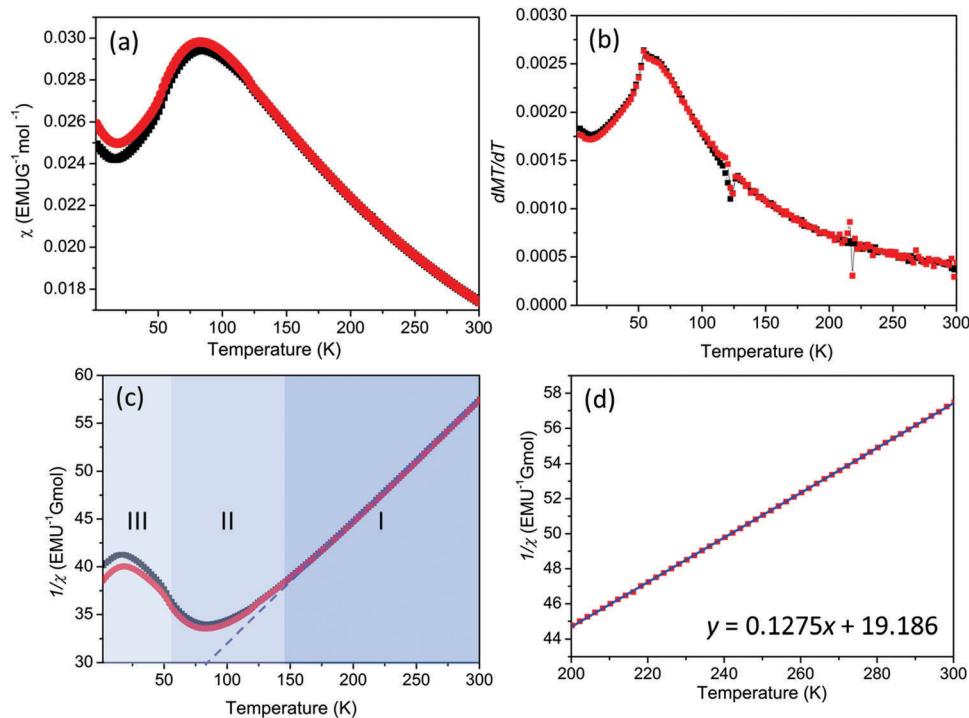 (a)
χ (EMUG⁻¹mol⁻¹)
0.030
0.028
0.026
0.024
0.022
0.020
0.018
50 100 150 200 250 300
Temperature (K)
(b)
dMT/dT
0.0030
0.0025
0.0020
0.0015
0.0010
0.0005
0.0000
50 100 150 200 250 300
Temperature (K)
(c)
1/χ (EMU⁻¹Gmol)
60
55
50
45
40
35
30
III II I
50 100 150 200 250 300
Temperature (K)
(d)
1/χ (EMU⁻¹Gmol)
58
56
54
52
50
48
46
44
y = 0.1275x + 19.186
200 220 240 260 280 300
Temperature (K)